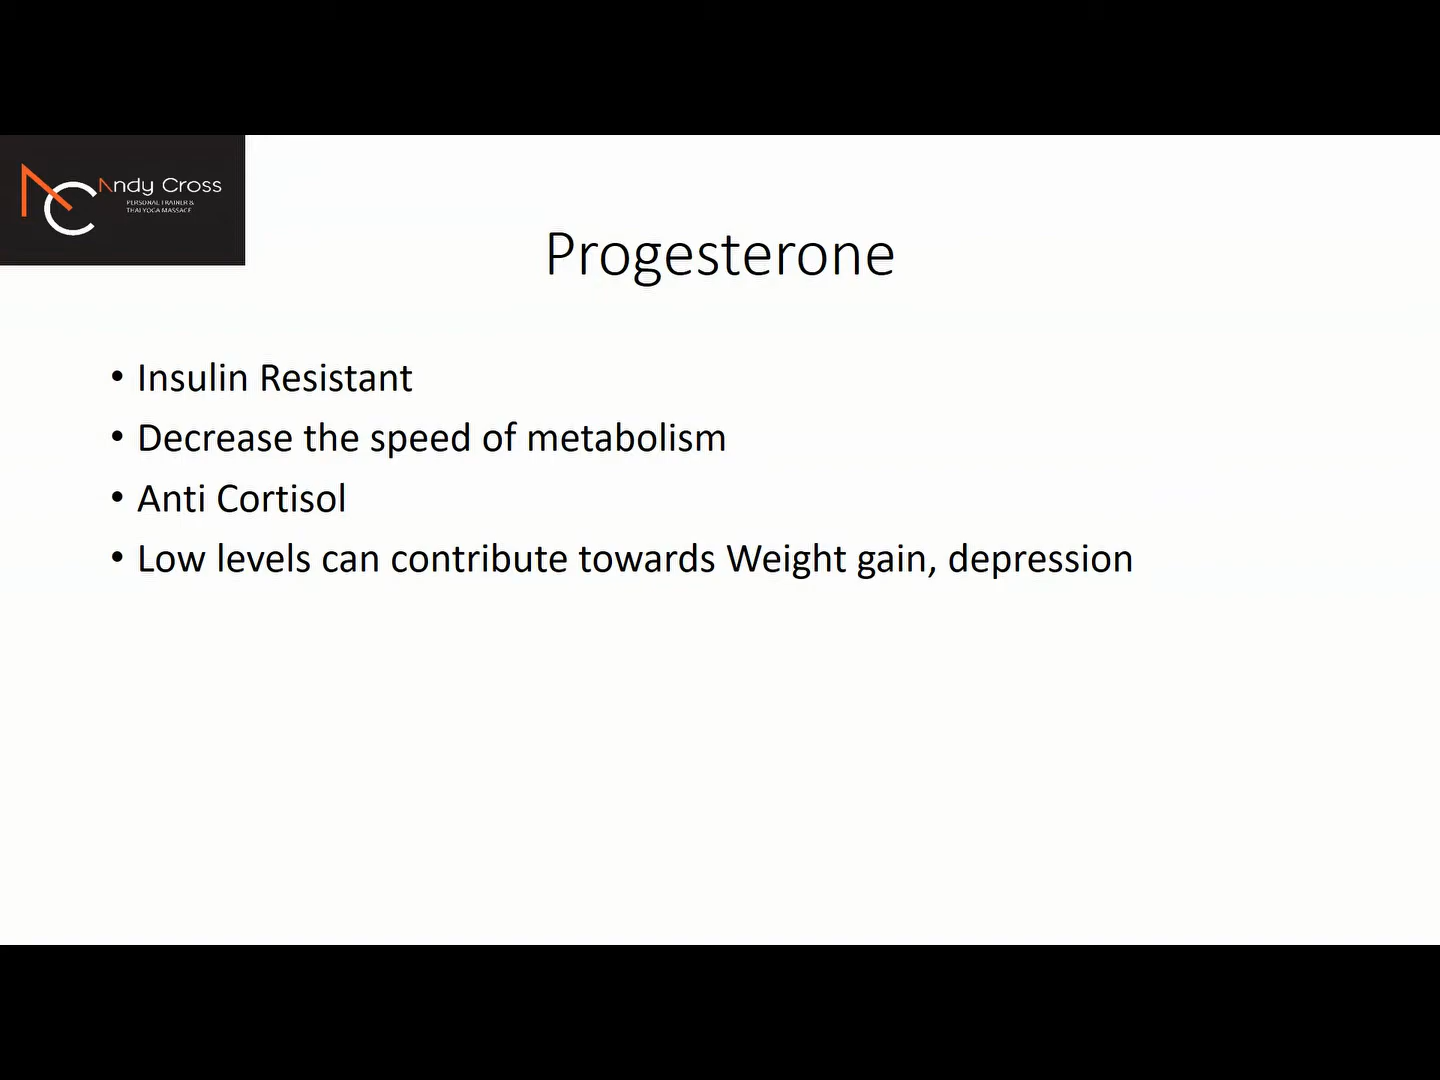 Andy Cross
PERSONAL TRAINER &
THAI YOGA MASSAGE
Progesterone
• Insulin Resistant
• Decrease the speed of metabolism
• Anti Cortisol
• Low levels can contribute towards Weight gain, depression